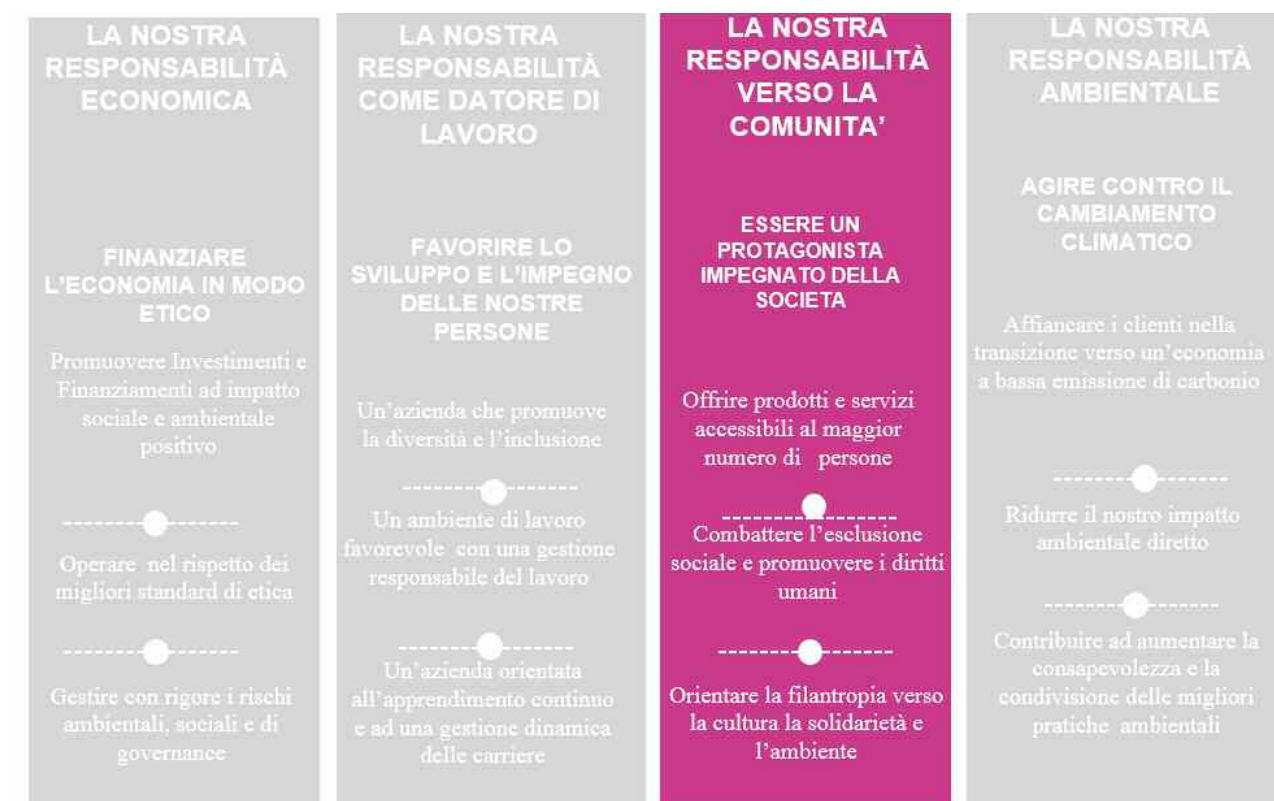 LA NOSTRA
RESPONSABILITÀ
ECONOMICA
FINANZIARE
L'ECONOMIA IN MODO
ETICO
Promuovere Investimenti e
Finanziamenti ad impatto
sociale e ambientale
positivo
Operare nel rispetto dei
migliori standard di etica
Gestire con rigore i rischi
ambientali, sociali e di
governance
LA NOSTRA
RESPONSABILITÀ
COME DATORE DI
LAVORO
FAVORIRE LO
SVILUPPO E L'IMPEGNO
DELLE NOSTRE
PERSONE
Un'azienda che promuove
la diversità e l'inclusione
Un ambiente di lavoro
favorevole con una gestione
responsabile del lavoro
Un'azienda orientata
all'apprendimento continuo
e ad una gestione dinamica
delle carriere
LA NOSTRA
RESPONSABILITÀ
VERSO LA
COMUNITA'
ESSERE UN
PROTAGONISTA
IMPEGNATO DELLA
SOCIETA
Offrire prodotti e servizi
accessibili al maggior
numero di persone
Combattere l'esclusione
sociale e promuovere i diritti
umani
Orientare la filantropia verso
la cultura la solidarietà e
l'ambiente
LA NOSTRA
RESPONSABILITÀ
AMBIENTALE
AGIRE CONTRO IL
CAMBIAMENTO
CLIMATICO
Affiancare i clienti nella
transizione verso un'economia
a bassa emissione di carbonio
Ridurre il nostro impatto
ambientale diretto
Contribuire ad aumentare la
consapevolezza e la
condivisione delle migliori
pratiche ambientali